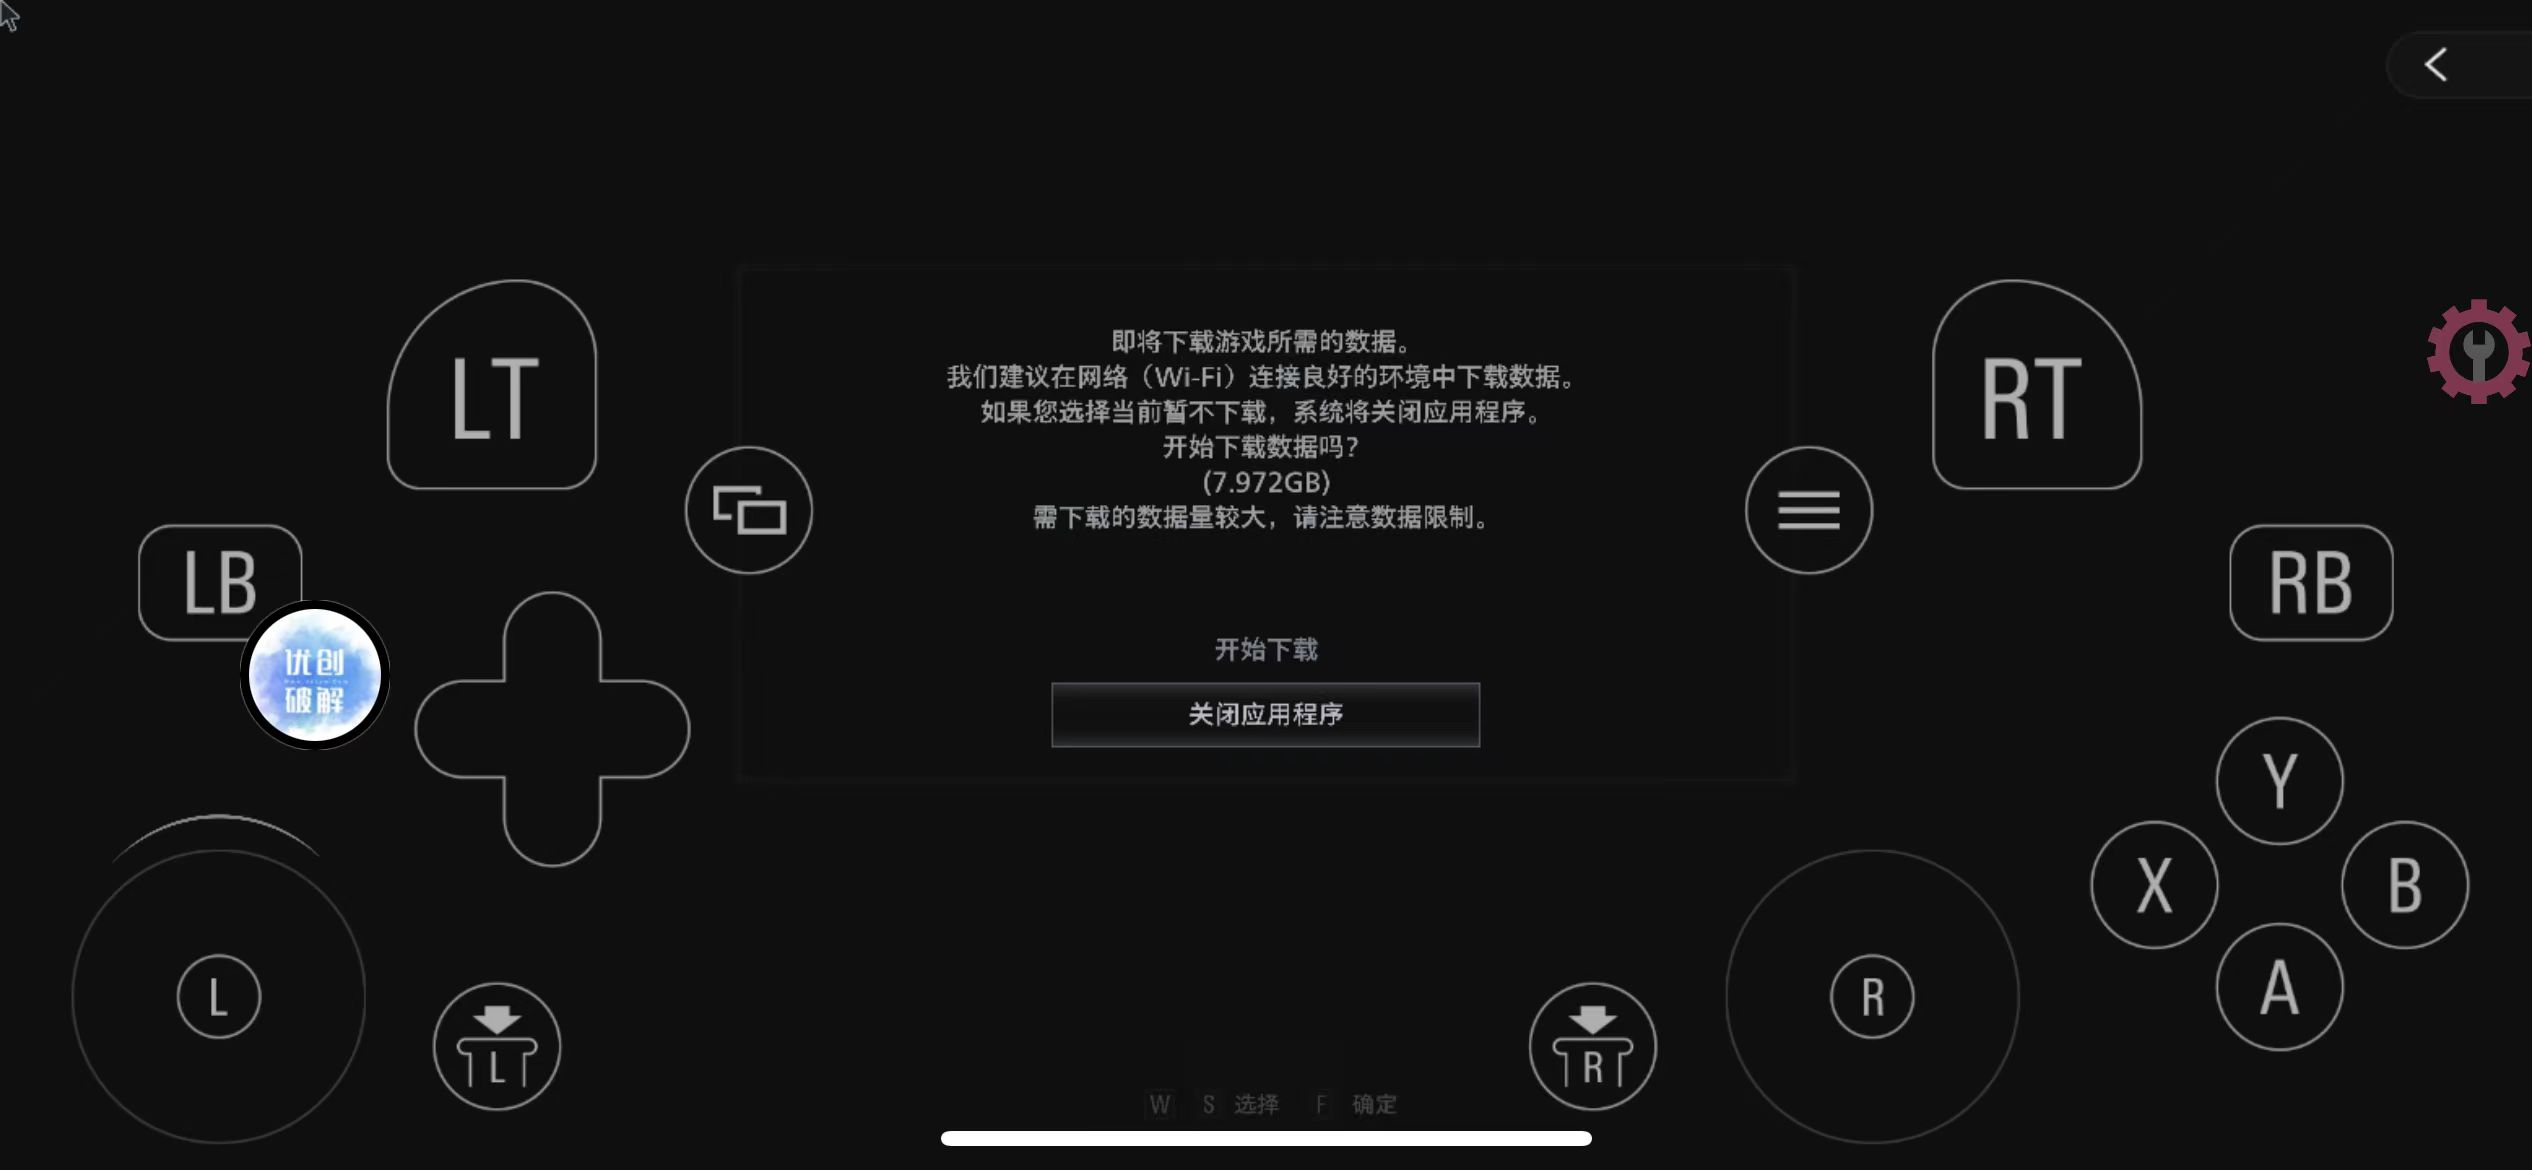 即将下载游戏所需的数据。
我们建议在网络（Wi-Fi）连接良好的环境中下载数据。
如果您选择当前暂不下载，系统将关闭应用程序。
开始下载数据吗？
(7.972GB)
需下载的数据量较大，请注意数据限制。
LT
RT
LB
RB
优创
破解
开始下载
关闭应用程序
Y
X
B
A
L
R
L
R
W S 选择 F 确定